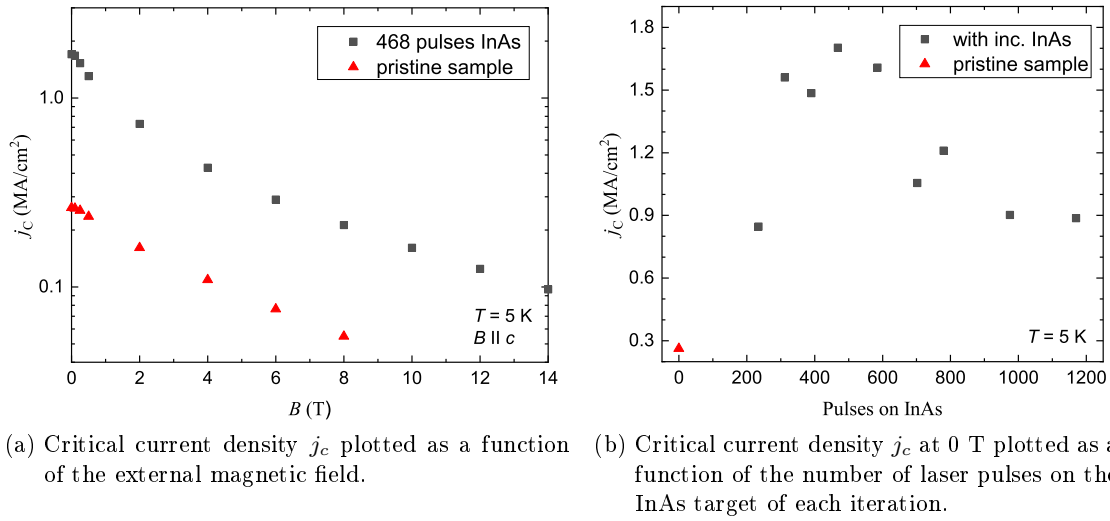 468 pulses InAs
pristine sample
1.0
0.1
j_C (MA/cm²)
T = 5 K
B II c
0 2 4 6 8 10 12 14
B (T)
with inc. InAs
pristine sample
1.8
1.5
1.2
0.9
0.6
0.3
j_C (MA/cm²)
T = 5 K
0 200 400 600 800 1000 1200
Pulses on InAs
(a) Critical current density j_c plotted as a function
of the external magnetic field.
(b) Critical current density j_c at 0 T plotted as a
function of the number of laser pulses on the
InAs target of each iteration.